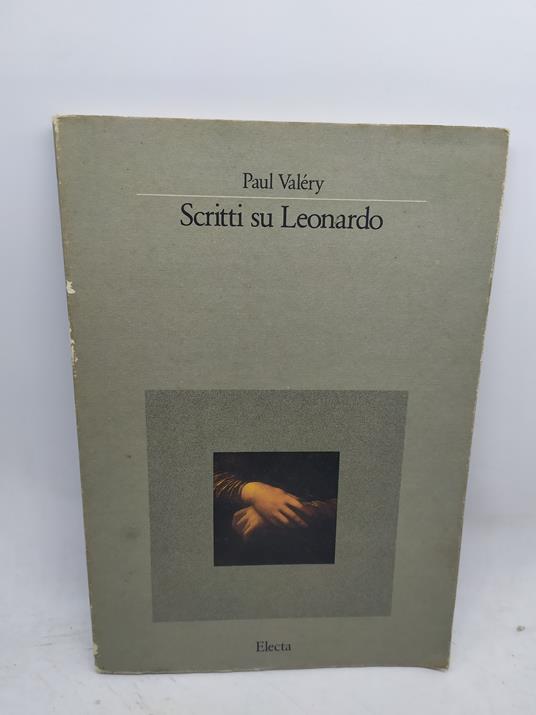 Paul Valéry
Scritti su Leonardo
Electa